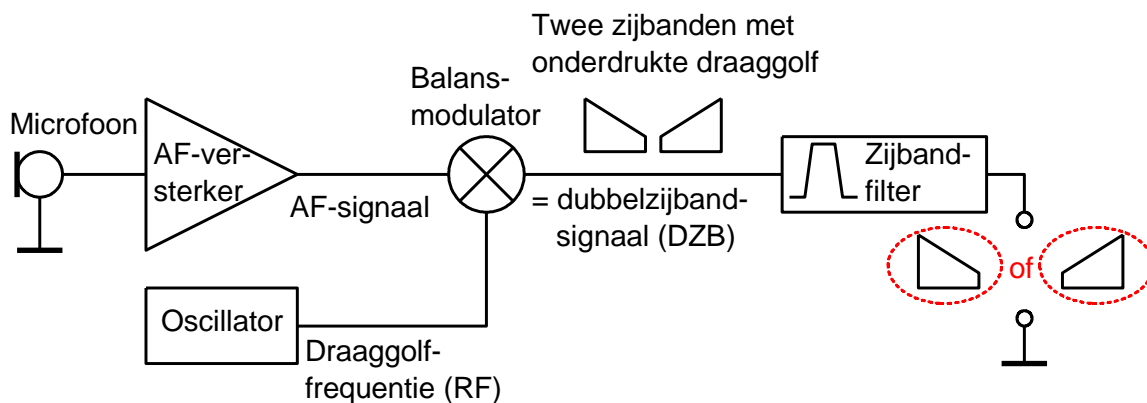 Twee zijbanden met
onderdrukte draaggolf
Balans-
modulator
Microfoon
AF-ver-
sterker
AF-signaal
= dubbelzijband-
signaal (DZB)
Zijband-
filter
of
Oscillator
Draaggolf-
frequentie (RF)